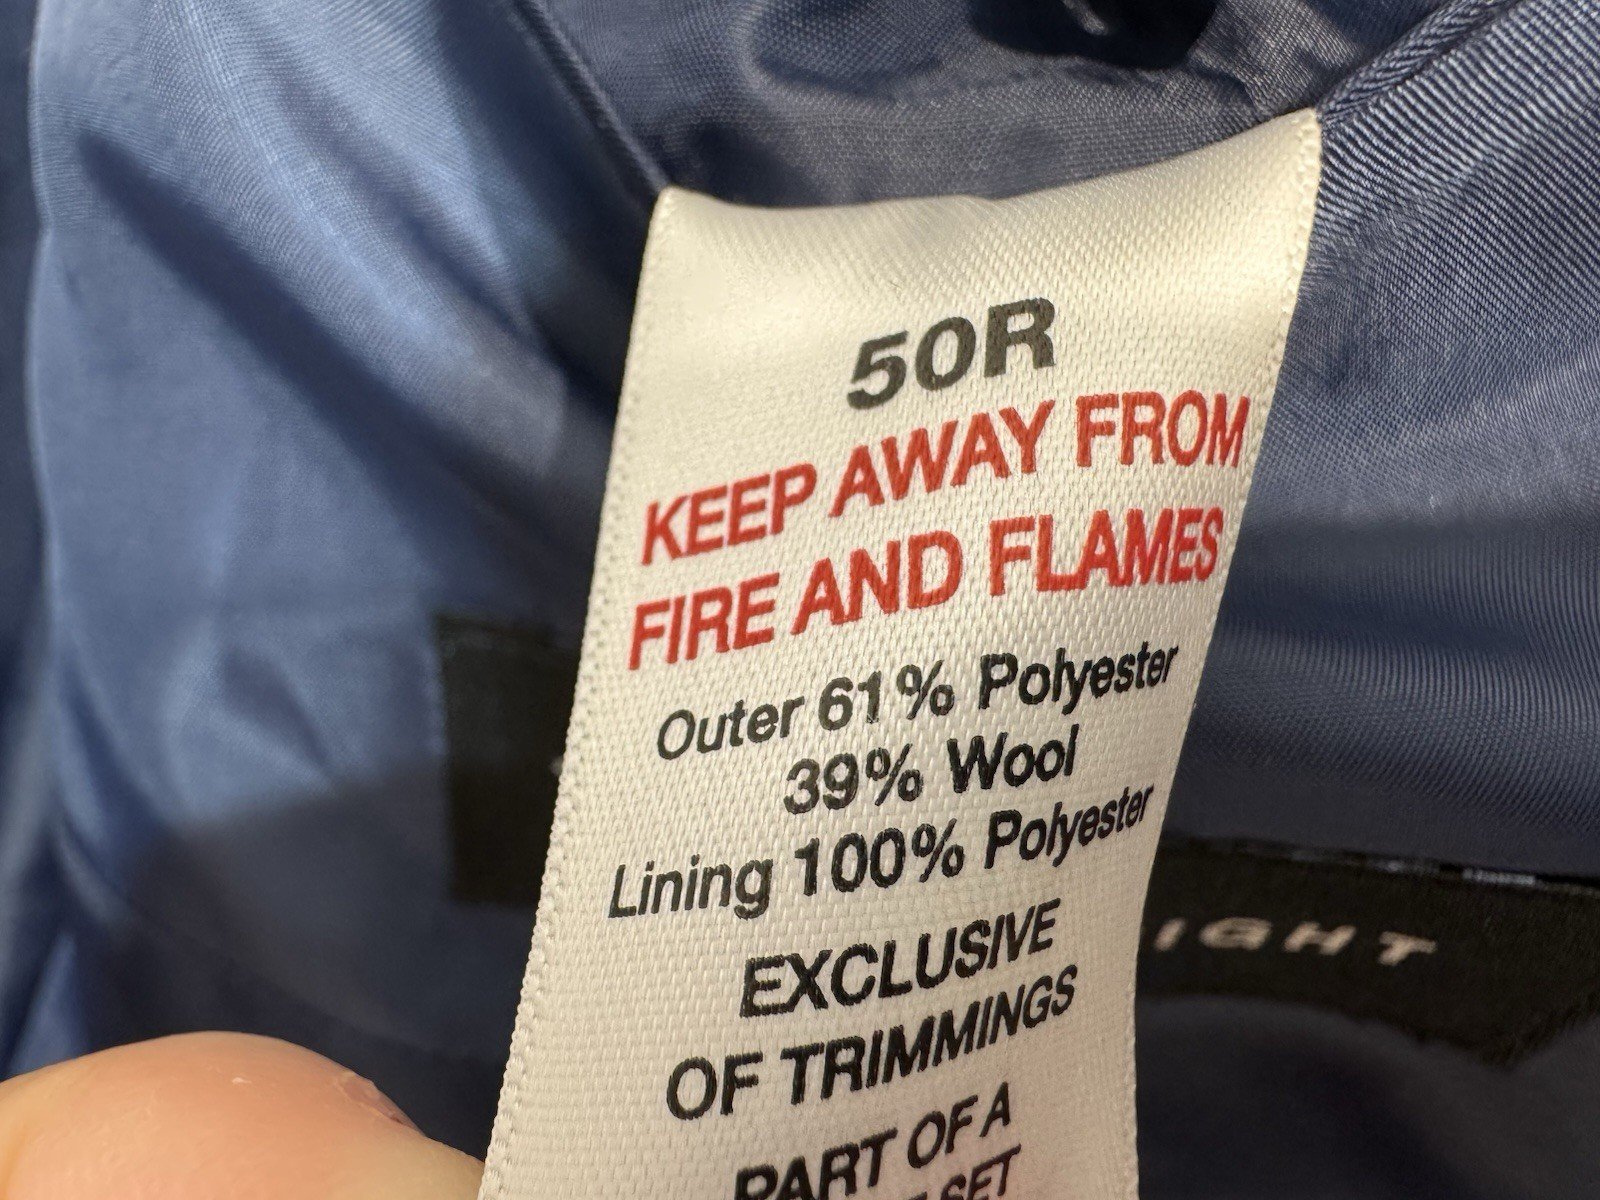 50R
KEEP AWAY FROM
FIRE AND FLAMES
Outer 61% Polyester
39% Wool
Lining 100% Polyester
EXCLUSIVE
OF TRIMMINGS
PART OF A
SET